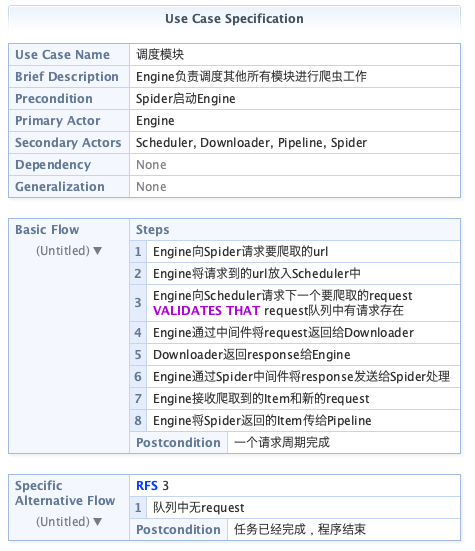 Use Case Specification
Use Case Name 调度模块
Brief Description Engine负责调度其他所有模块进行爬虫工作
Precondition Spider启动Engine
Primary Actor Engine
Secondary Actors Scheduler, Downloader, Pipeline, Spider
Dependency None
Generalization None
Basic Flow Steps
(Untitled) ▼
1 Engine向Spider请求要爬取的url
2 Engine将请求到的url放入Scheduler中
3 Engine向Scheduler请求下一个要爬取的request
VALIDATES THAT request队列中有请求存在
4 Engine通过中间件将request返回给Downloader
5 Downloader返回response给Engine
6 Engine通过Spider中间件将response发送给Spider处理
7 Engine接收爬取到的Item和新的request
8 Engine将Spider返回的Item传给Pipeline
Postcondition 一个请求周期完成
Specific
Alternative Flow
(Untitled) ▼
RFS 3
1 队列中无request
Postcondition 任务已经完成，程序结束